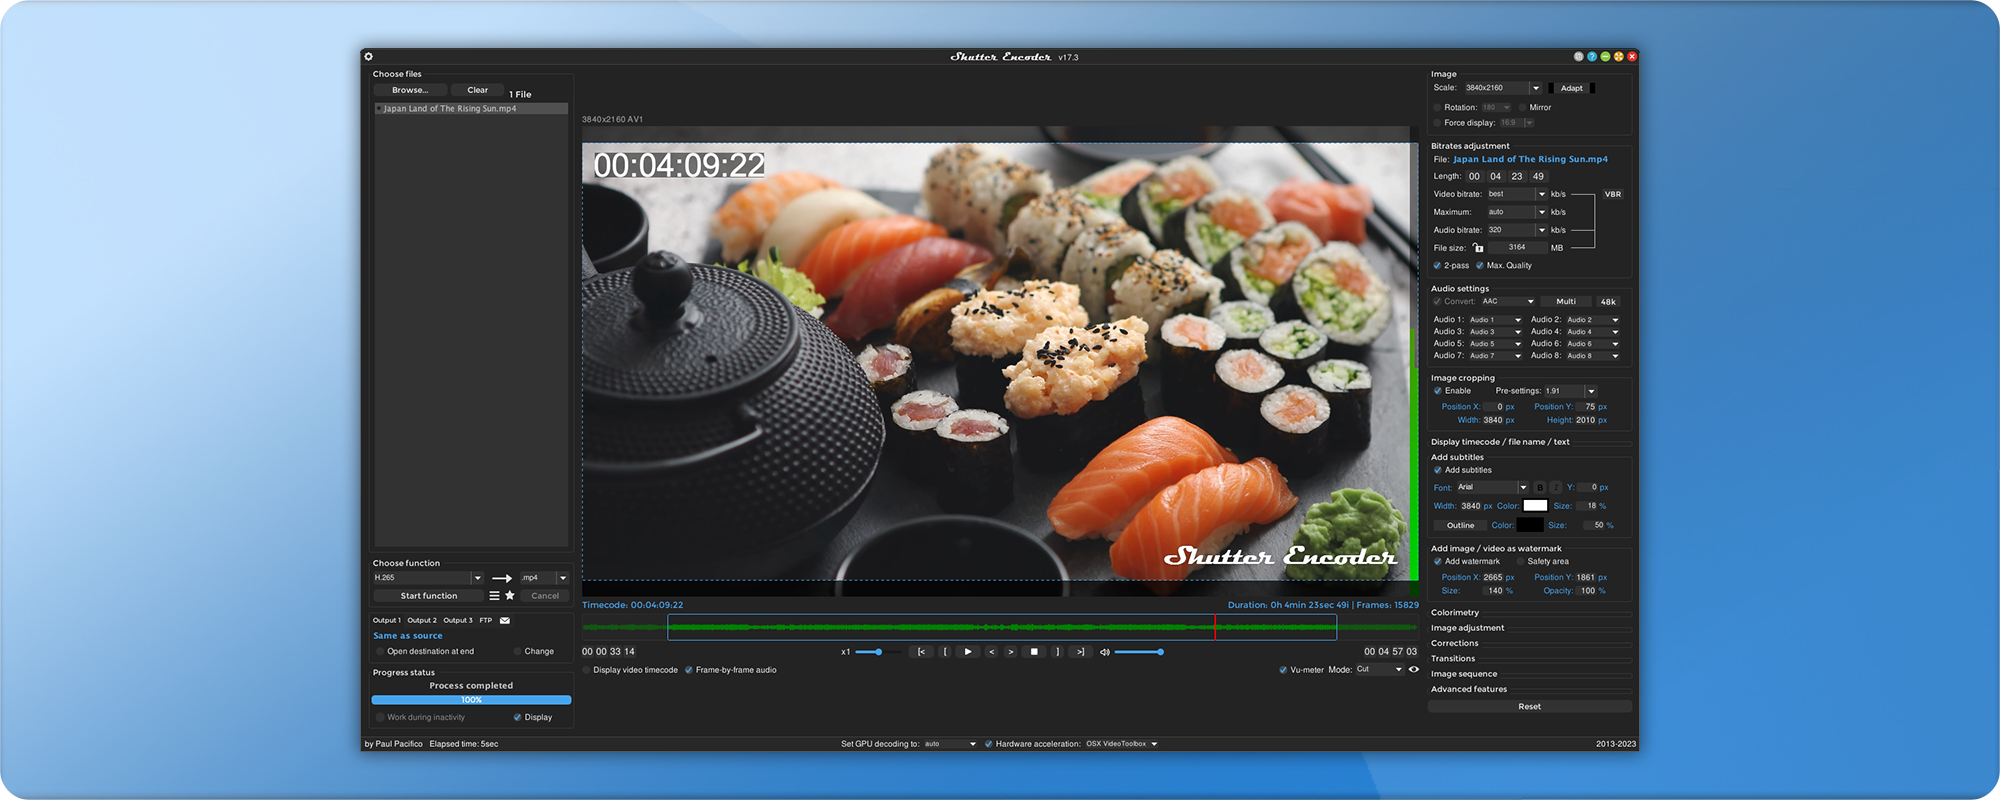 Shutter Encoder v17.3
Choose files
Browse... Clear 1 File
Japan Land of The Rising Sun.mp4
Choose function
H.265 .mp4
Start function Cancel
Output 1 Output 2 Output 3 FTP
Same as source
Open destination at end Change
Progress status
Process completed
100%
Work during inactivity Display
by Paul Pacifico Elapsed time: 5sec
3840x2160 AV1
00:04:09:22
Shutter Encoder
Timecode: 00:04:09:22 Duration: 0h 4min 23sec 49i | Frames: 15829
00 00 33 14 x1 [< [ < > ] >] 00 04 57 03
Display video timecode Frame-by-frame audio Vu-meter Mode: Cut
Set GPU decoding to: auto Hardware acceleration: OSX VideoToolbox
Image
Scale: 3840x2160 Adapt
Rotation: 180 Mirror
Force display: 16:9
Bitrates adjustment
File: Japan Land of The Rising Sun.mp4
Length: 00 04 23 49
Video bitrate: best kb/s VBR
Maximum: auto kb/s
Audio bitrate: 320 kb/s
File size: 3164 MB
2-pass Max. Quality
Audio settings
Convert: AAC Multi 48k
Audio 1: Audio 1 Audio 2: Audio 2
Audio 3: Audio 3 Audio 4: Audio 4
Audio 5: Audio 5 Audio 6: Audio 6
Audio 7: Audio 7 Audio 8: Audio 8
Image cropping
Enable Pre-settings: 1.91
Position X: 0 px Position Y: 75 px
Width: 3840 px Height: 2010 px
Display timecode / file name / text
Add subtitles
Add subtitles
Font: Arial B I Y: 0 px
Width: 3840 px Color: Size: 18 %
Outline Color: Size: 50 %
Add image / video as watermark
Add watermark Safety area
Position X: 2665 px Position Y: 1861 px
Size: 140 % Opacity: 100 %
Colorimetry
Image adjustment
Corrections
Transitions
Image sequence
Advanced features
Reset
2013-2023